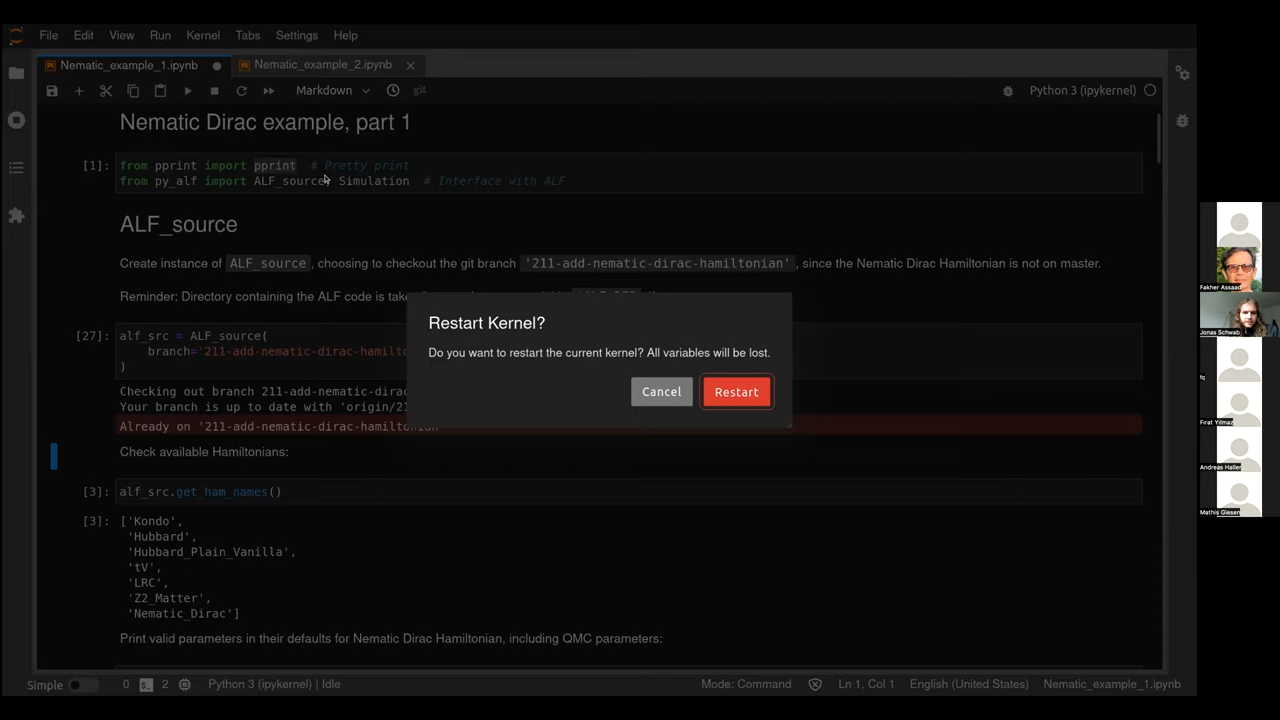 File Edit View Run Kernel Tabs Settings Help
Nematic_example_1.ipynb
Nematic_example_2.ipynb
Markdown
git
Python 3 (ipykernel)
Nematic Dirac example, part 1
[1]: from pprint import pprint # Pretty print
from py_alf import ALF_source, Simulation # Interface with ALF
ALF_source
Create instance of ALF_source, choosing to checkout the git branch '211-add-nematic-dirac-hamiltonian', since the Nematic Dirac Hamiltonian is not on master.
Reminder: Directory containing the ALF code is
[27]: alf_src = ALF_source(
branch='211-add-nematic-dirac-hamilto
)
Checking out branch 211-add-nematic-dirac-
Your branch is up to date with 'origin/21
Already on '211-add-nematic-dirac-hamiltonian'
Restart Kernel?
Do you want to restart the current kernel? All variables will be lost.
Cancel Restart
Check available Hamiltonians:
[3]: alf_src.get_ham_names()
[3]: ['Kondo',
'Hubbard',
'Hubbard_Plain_Vanilla',
'tV',
'LRC',
'Z2_Matter',
'Nematic_Dirac']
Print valid parameters in their defaults for Nematic Dirac Hamiltonian, including QMC parameters:
Simple 0 2 Python 3 (ipykernel) | Idle
Mode: Command Ln 1, Col 1 English (United States) Nematic_example_1.ipynb
Fakher Assaad
Jonas Schwab
fq
Fırat Yılmaz
Andreas Haller
Mathis Giesen